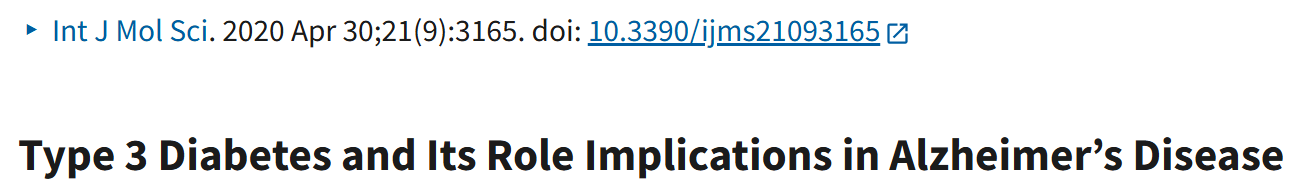 ▸ Int J Mol Sci. 2020 Apr 30;21(9):3165. doi: 10.3390/ijms21093165
Type 3 Diabetes and Its Role Implications in Alzheimer’s Disease